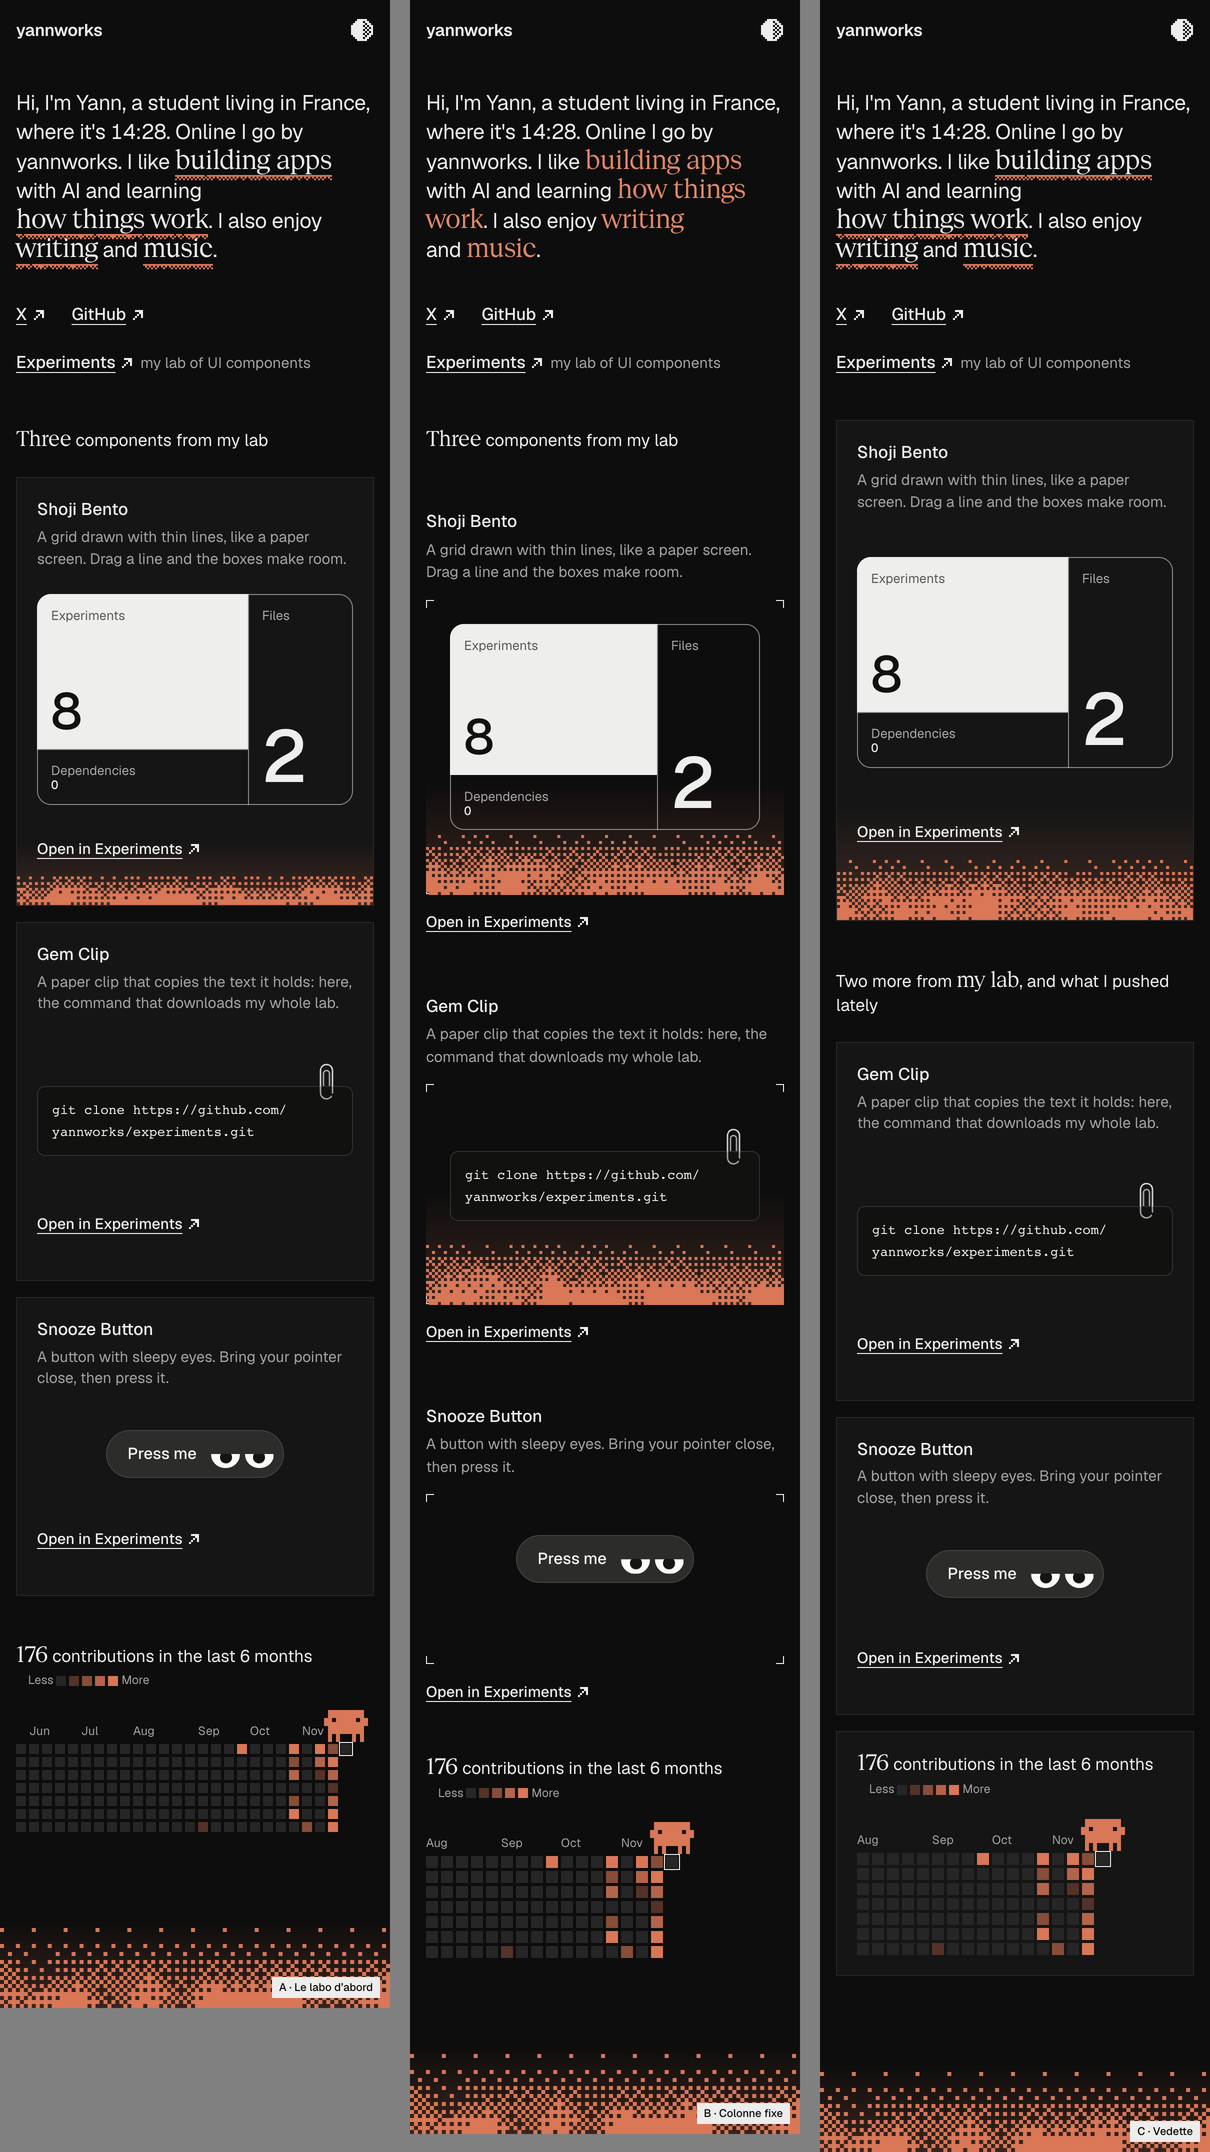 yannworks
Hi, I'm Yann, a student living in France,
where it's 14:28. Online I go by
yannworks. I like building apps
with AI and learning
how things work. I also enjoy
writing and music.
X GitHub
Experiments my lab of UI components
Three components from my lab
Shoji Bento
A grid drawn with thin lines, like a paper
screen. Drag a line and the boxes make room.
Experiments
8
Files
2
Dependencies
0
Open in Experiments
Gem Clip
A paper clip that copies the text it holds: here,
the command that downloads my whole lab.
git clone https://github.com/
yannworks/experiments.git
Open in Experiments
Snooze Button
A button with sleepy eyes. Bring your pointer
close, then press it.
Press me
Open in Experiments
176 contributions in the last 6 months
Less More
Jun Jul Aug Sep Oct Nov
A · Le labo d'abord
yannworks
Hi, I'm Yann, a student living in France,
where it's 14:28. Online I go by
yannworks. I like building apps
with AI and learning how things
work. I also enjoy writing
and music.
X GitHub
Experiments my lab of UI components
Three components from my lab
Shoji Bento
A grid drawn with thin lines, like a paper screen.
Drag a line and the boxes make room.
Experiments
8
Files
2
Dependencies
0
Open in Experiments
Gem Clip
A paper clip that copies the text it holds: here, the
command that downloads my whole lab.
git clone https://github.com/
yannworks/experiments.git
Open in Experiments
Snooze Button
A button with sleepy eyes. Bring your pointer close,
then press it.
Press me
Open in Experiments
176 contributions in the last 6 months
Less More
Aug Sep Oct Nov
B · Colonne fixe
yannworks
Hi, I'm Yann, a student living in France,
where it's 14:28. Online I go by
yannworks. I like building apps
with AI and learning
how things work. I also enjoy
writing and music.
X GitHub
Experiments my lab of UI components
Shoji Bento
A grid drawn with thin lines, like a paper
screen. Drag a line and the boxes make room.
Experiments
8
Files
2
Dependencies
0
Open in Experiments
Two more from my lab, and what I pushed
lately
Gem Clip
A paper clip that copies the text it holds: here,
the command that downloads my whole lab.
git clone https://github.com/
yannworks/experiments.git
Open in Experiments
Snooze Button
A button with sleepy eyes. Bring your pointer
close, then press it.
Press me
Open in Experiments
176 contributions in the last 6 months
Less More
Aug Sep Oct Nov
C · Vedette